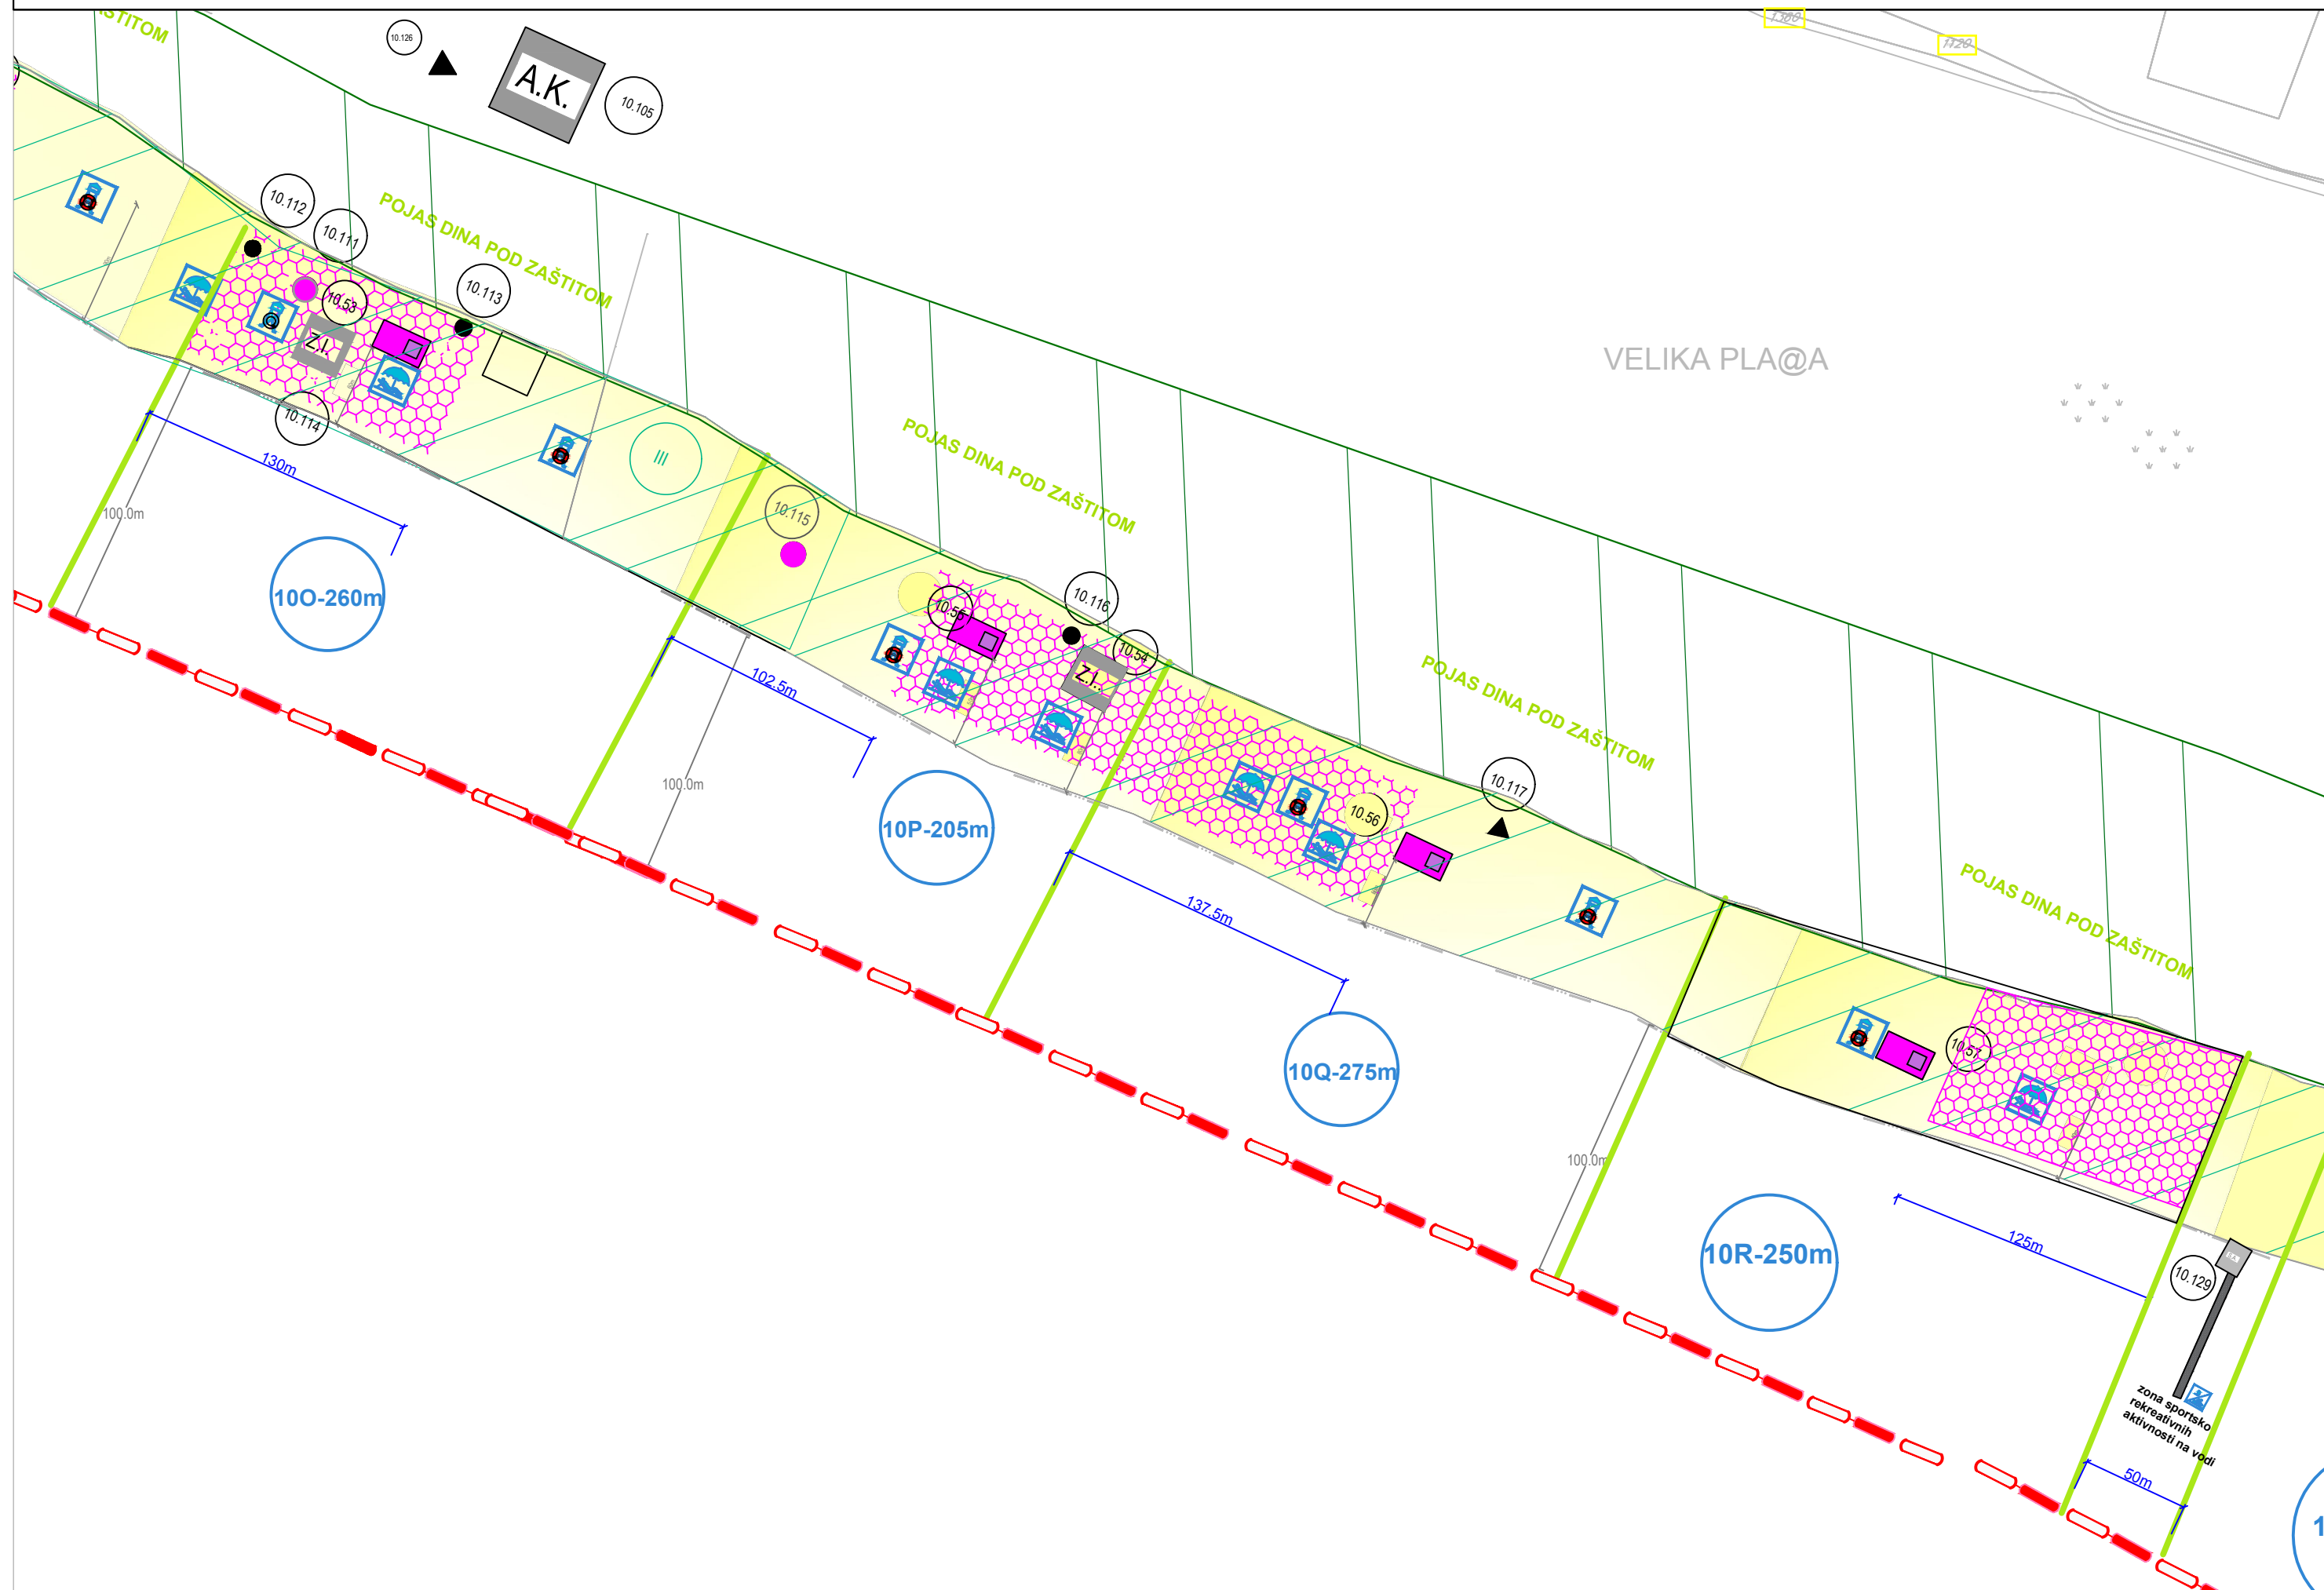 ŠTITOM
10.126
A.K.
10.105
1380
1120
10.112
10.111
POJAS DINA POD ZAŠTITOM
10.53
10.113
Z.I.
10.114
VELIKA PLA@A
130m
100.0m
10O-260m
III
10.115
POJAS DINA POD ZAŠTITOM
10.55
10.116
10.54
Z.I.
102.5m
100.0m
10P-205m
POJAS DINA POD ZAŠTITOM
10.56
10.117
137.5m
10Q-275m
POJAS DINA POD ZAŠTITOM
10.57
100.0m
10R-250m
125m
10.129
zona sportsko
rekreativnih
aktivnosti na vodi
50m
1